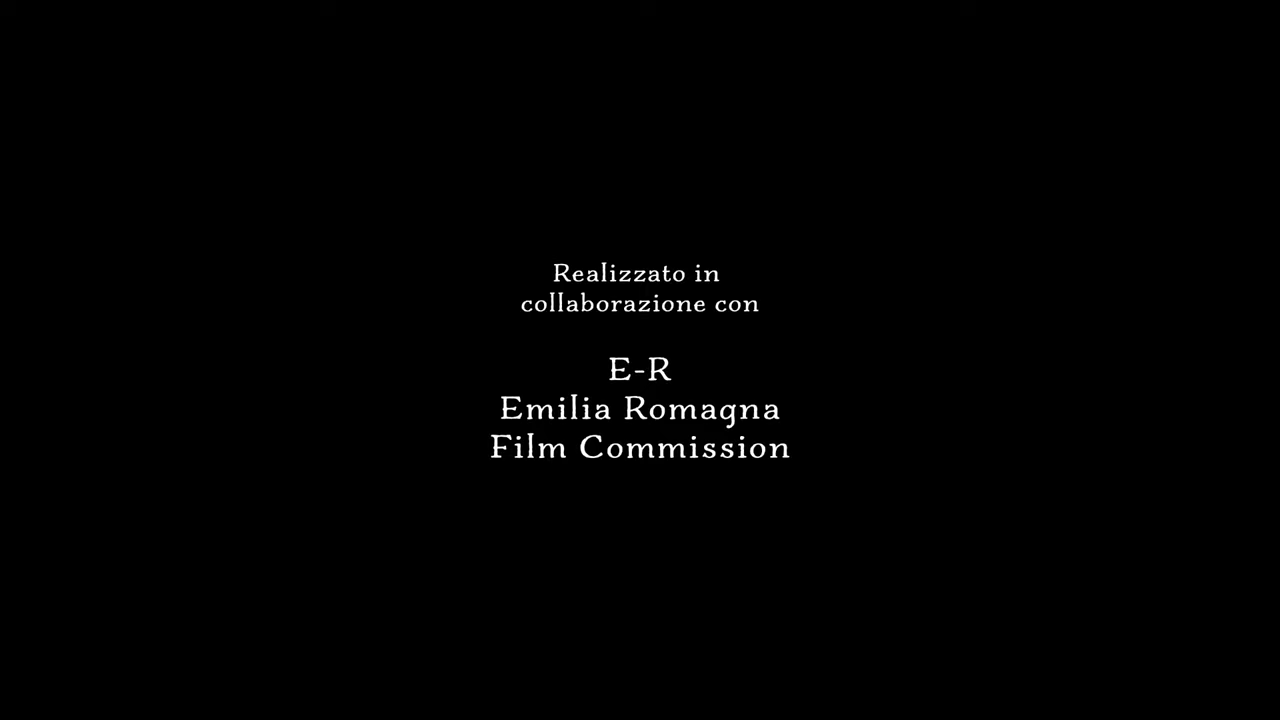 Realizzato in
collaborazione con
E-R
Emilia Romagna
Film Commission